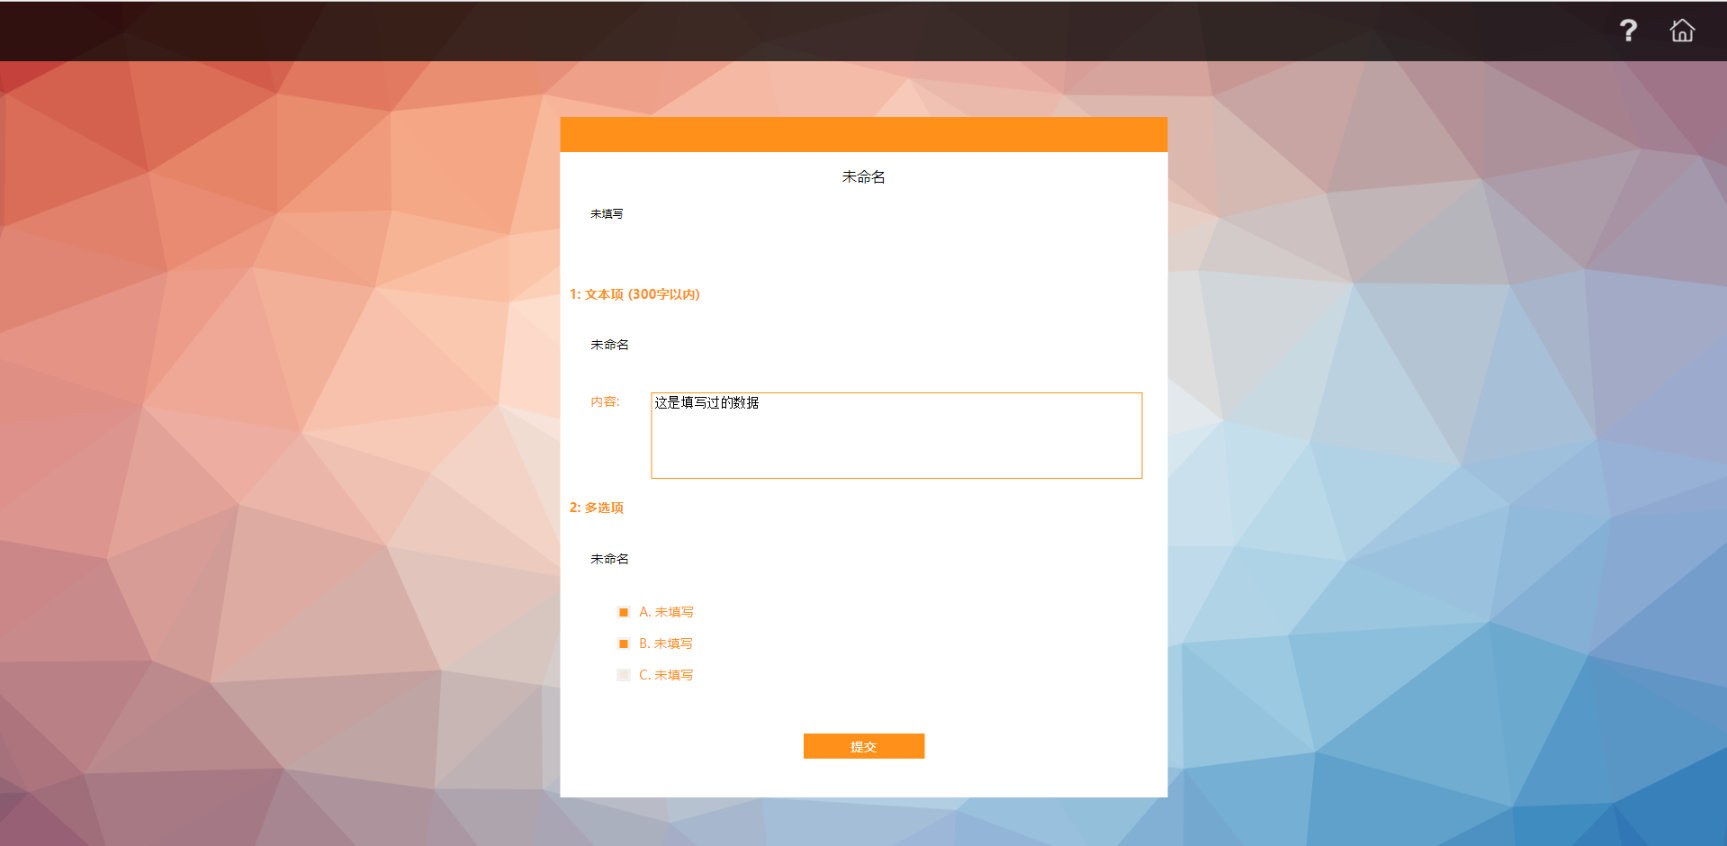 ?
未命名
未填写
1: 文本项 (300字以内)
未命名
内容:
这是填写过的数据
2: 多选项
未命名
A. 未填写
B. 未填写
C. 未填写
提交